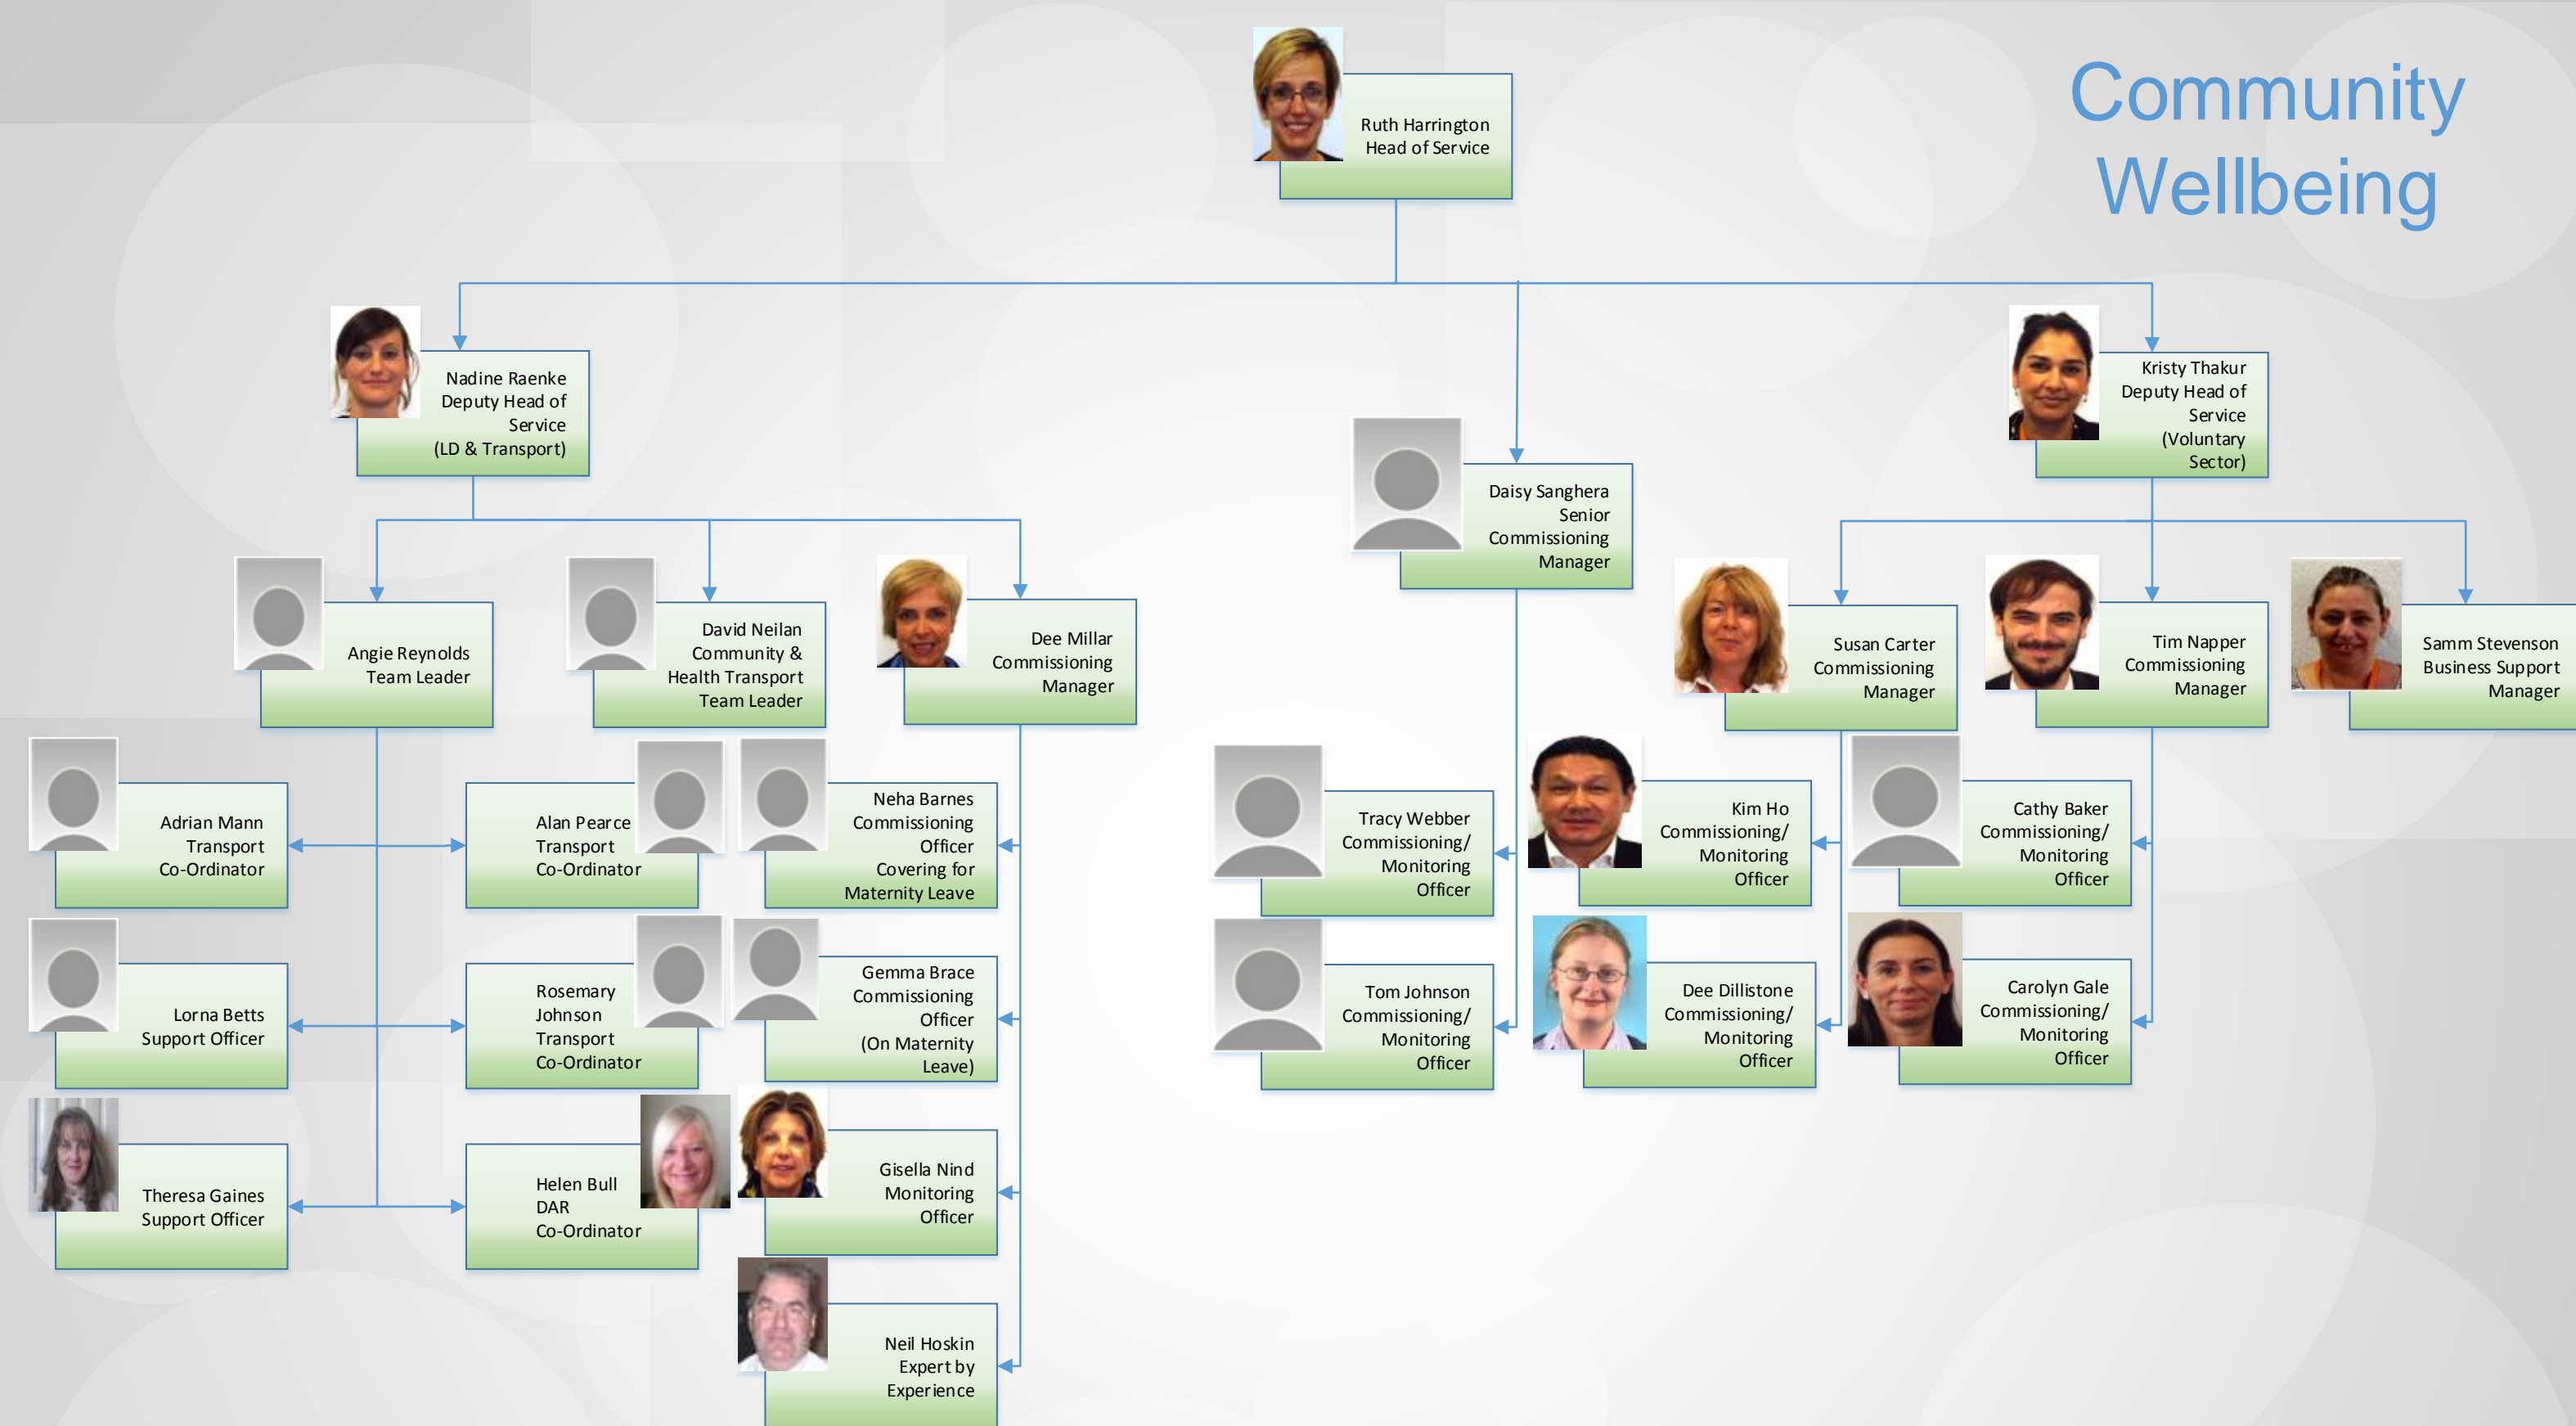 Community
Wellbeing
Ruth Harrington
Head of Service
Nadine Raenke
Deputy Head of
Service
(LD & Transport)
Kristy Thakur
Deputy Head of
Service
(Voluntary
Sector)
Daisy Sanghera
Senior
Commissioning
Manager
Angie Reynolds
Team Leader
David Neilan
Community &
Health Transport
Team Leader
Dee Millar
Commissioning
Manager
Susan Carter
Commissioning
Manager
Tim Napper
Commissioning
Manager
Samm Stevenson
Business Support
Manager
Adrian Mann
Transport
Co-Ordinator
Alan Pearce
Transport
Co-Ordinator
Neha Barnes
Commissioning
Officer
Covering for
Maternity Leave
Tracy Webber
Commissioning/
Monitoring
Officer
Kim Ho
Commissioning/
Monitoring
Officer
Cathy Baker
Commissioning/
Monitoring
Officer
Lorna Betts
Support Officer
Rosemary
Johnson
Transport
Co-Ordinator
Gemma Brace
Commissioning
Officer
(On Maternity
Leave)
Tom Johnson
Commissioning/
Monitoring
Officer
Dee Dillistone
Commissioning/
Monitoring
Officer
Carolyn Gale
Commissioning/
Monitoring
Officer
Theresa Gaines
Support Officer
Helen Bull
DAR
Co-Ordinator
Gisella Nind
Monitoring
Officer
Neil Hoskin
Expert by
Experience